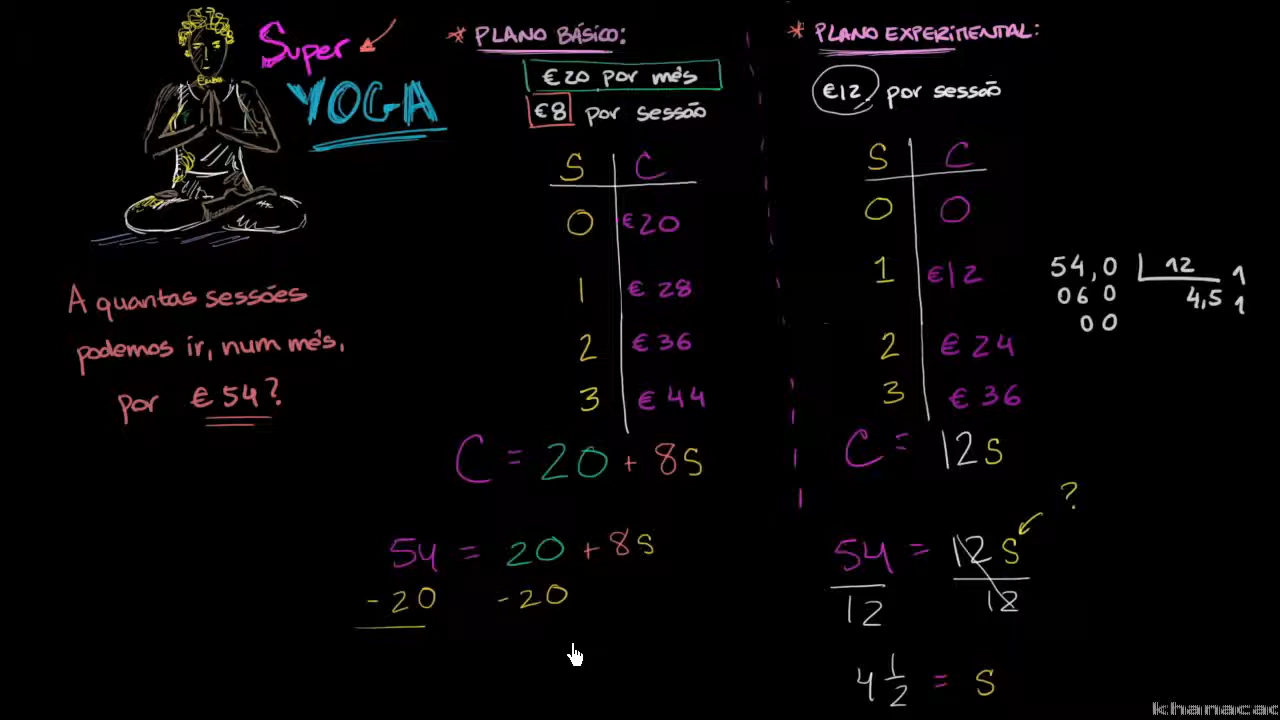 Super
YOGA
A quantas sessões
podemos ir, num mês,
por € 54?
* PLANO BÁSICO:
€20 por mês
€8 por sessão
S C
0 €20
1 € 28
2 € 36
3 € 44
C = 20 + 8S
54 = 20 + 8S
-20 -20
* PLANO EXPERIMENTAL:
€12 por sessão
S C
0 0
1 €12
2 € 24
3 € 36
C = 12S
?
54 = 12S
12 12
4 1/2 = S
54,0 12 1
060 4,5 1
00
khanacac